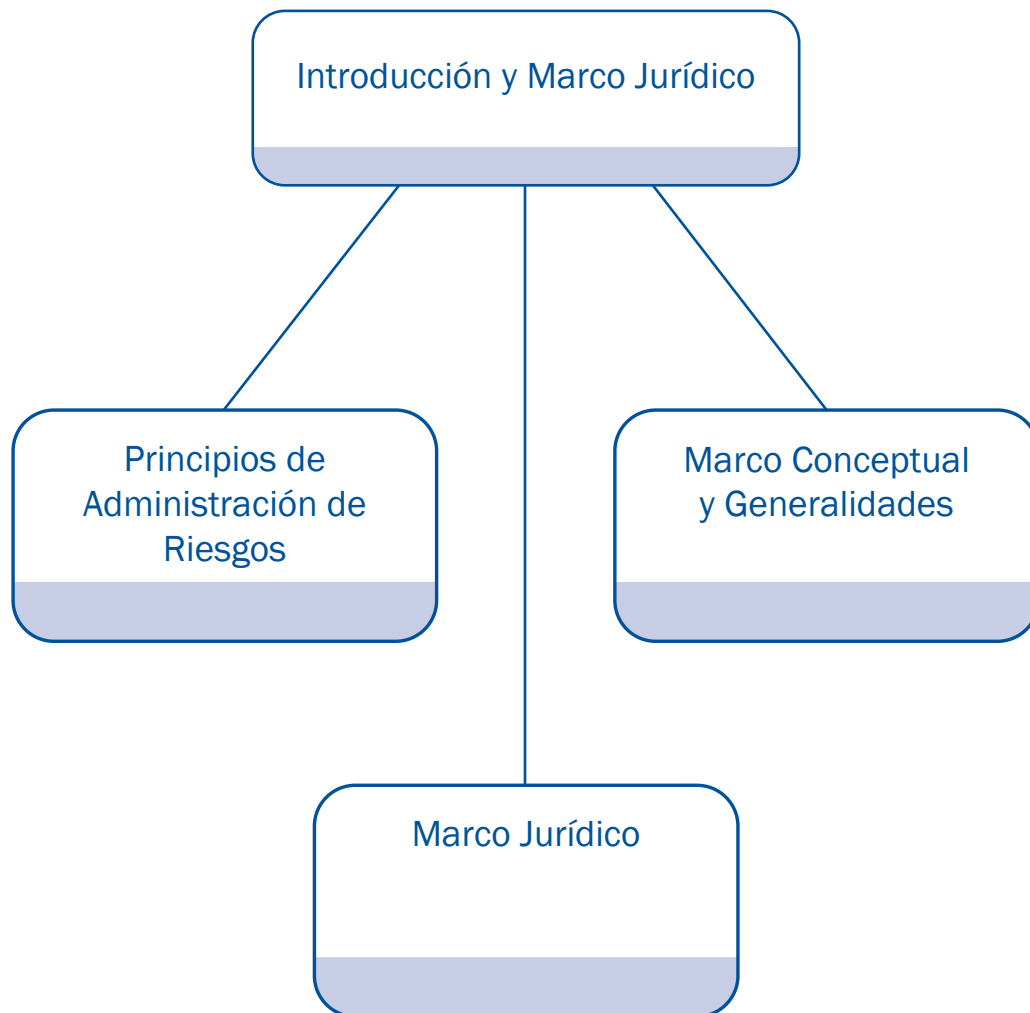 Introducción y Marco Jurídico
Principios de
Administración de
Riesgos
Marco Conceptual
y Generalidades
Marco Jurídico